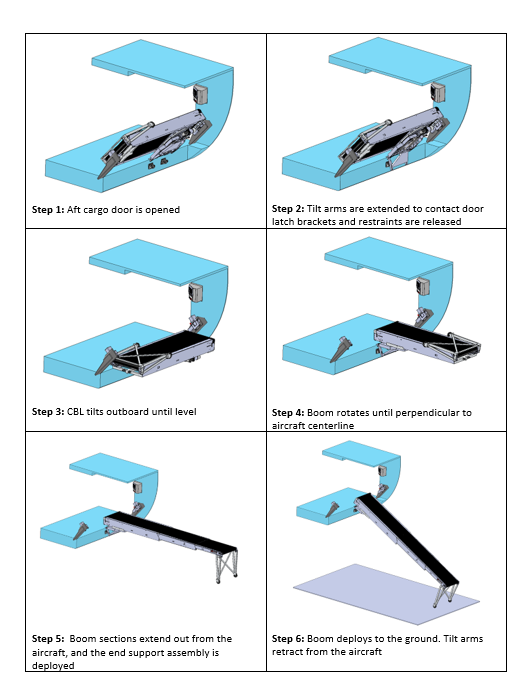 Step 1: Aft cargo door is opened
Step 2: Tilt arms are extended to contact door
latch brackets and restraints are released
Step 3: CBL tilts outboard until level
Step 4: Boom rotates until perpendicular to
aircraft centerline
Step 5:  Boom sections extend out from the
aircraft, and the end support assembly is
deployed
Step 6: Boom deploys to the ground. Tilt arms
retract from the aircraft